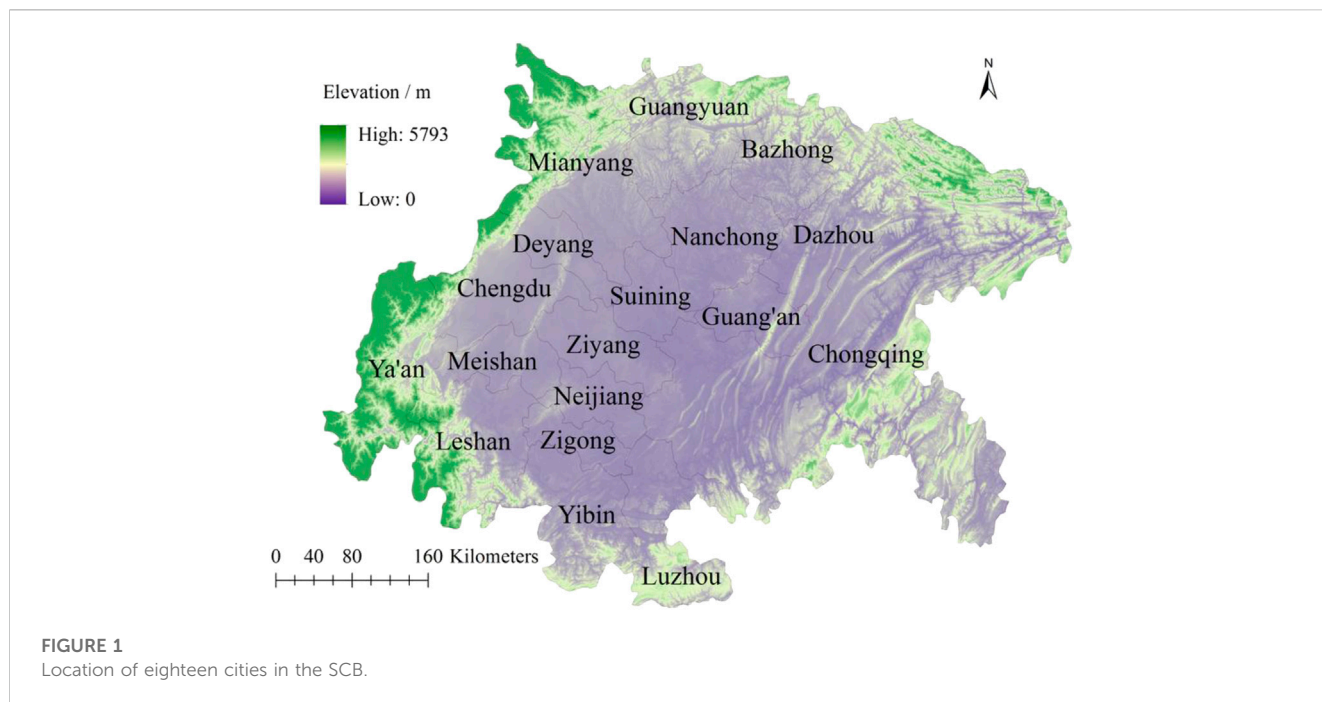 N
Elevation / m
High: 5793
Low: 0
Guangyuan
Bazhong
Mianyang
Nanchong
Dazhou
Deyang
Chengdu
Suining
Guang'an
Ziyang
Chongqing
Meishan
Ya'an
Neijiang
Leshan
Zigong
Yibin
Luzhou
0 40 80 160 Kilometers
FIGURE 1
Location of eighteen cities in the SCB.